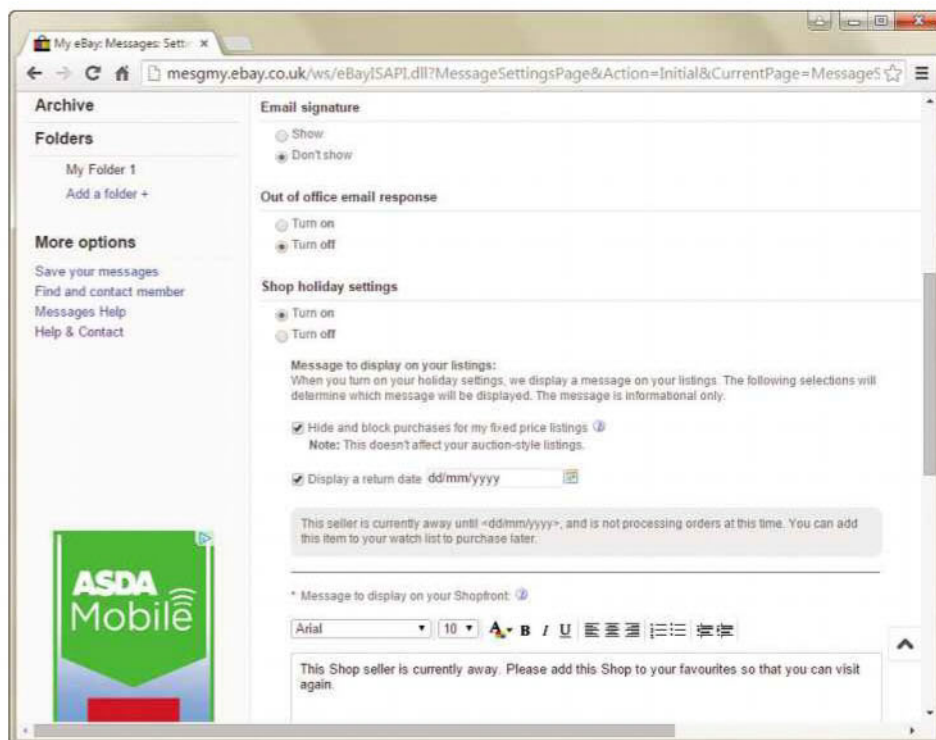 My eBay: Messages: Sett
mesgmy.ebay.co.uk/ws/eBayISAPI.dll?MessageSettingsPage&Action=Initial&CurrentPage=MessageS
Archive
Folders
My Folder 1
Add a folder +
More options
Save your messages
Find and contact member
Messages Help
Help & Contact
ASDA
Mobile
Email signature
Show
Don't show
Out of office email response
Turn on
Turn off
Shop holiday settings
Turn on
Turn off
Message to display on your listings:
When you turn on your holiday settings, we display a message on your listings. The following selections will
determine which message will be displayed. The message is informational only.
Hide and block purchases for my fixed price listings
Note: This doesn't affect your auction-style listings.
Display a return date dd/mm/yyyy
This seller is currently away until <dd/mm/yyyy>, and is not processing orders at this time. You can add
this item to your watch list to purchase later.
* Message to display on your Shopfront:
Arial 10 A B I U
This Shop seller is currently away. Please add this Shop to your favourites so that you can visit
again.